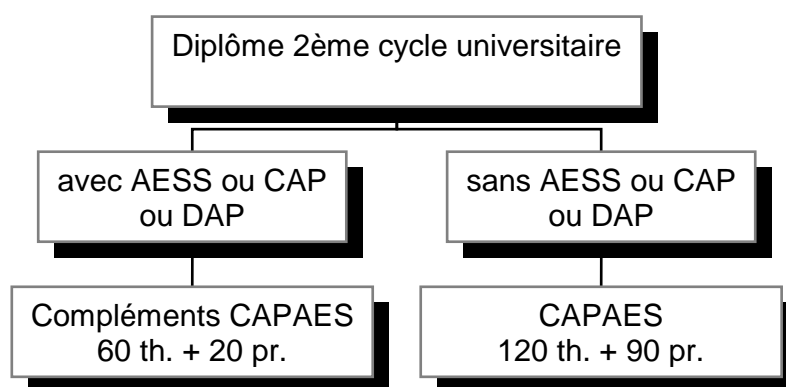 Diplôme 2ème cycle universitaire
avec AESS ou CAP
ou DAP
sans AESS ou CAP
ou DAP
Compléments CAPAES
60 th. + 20 pr.
CAPAES
120 th. + 90 pr.